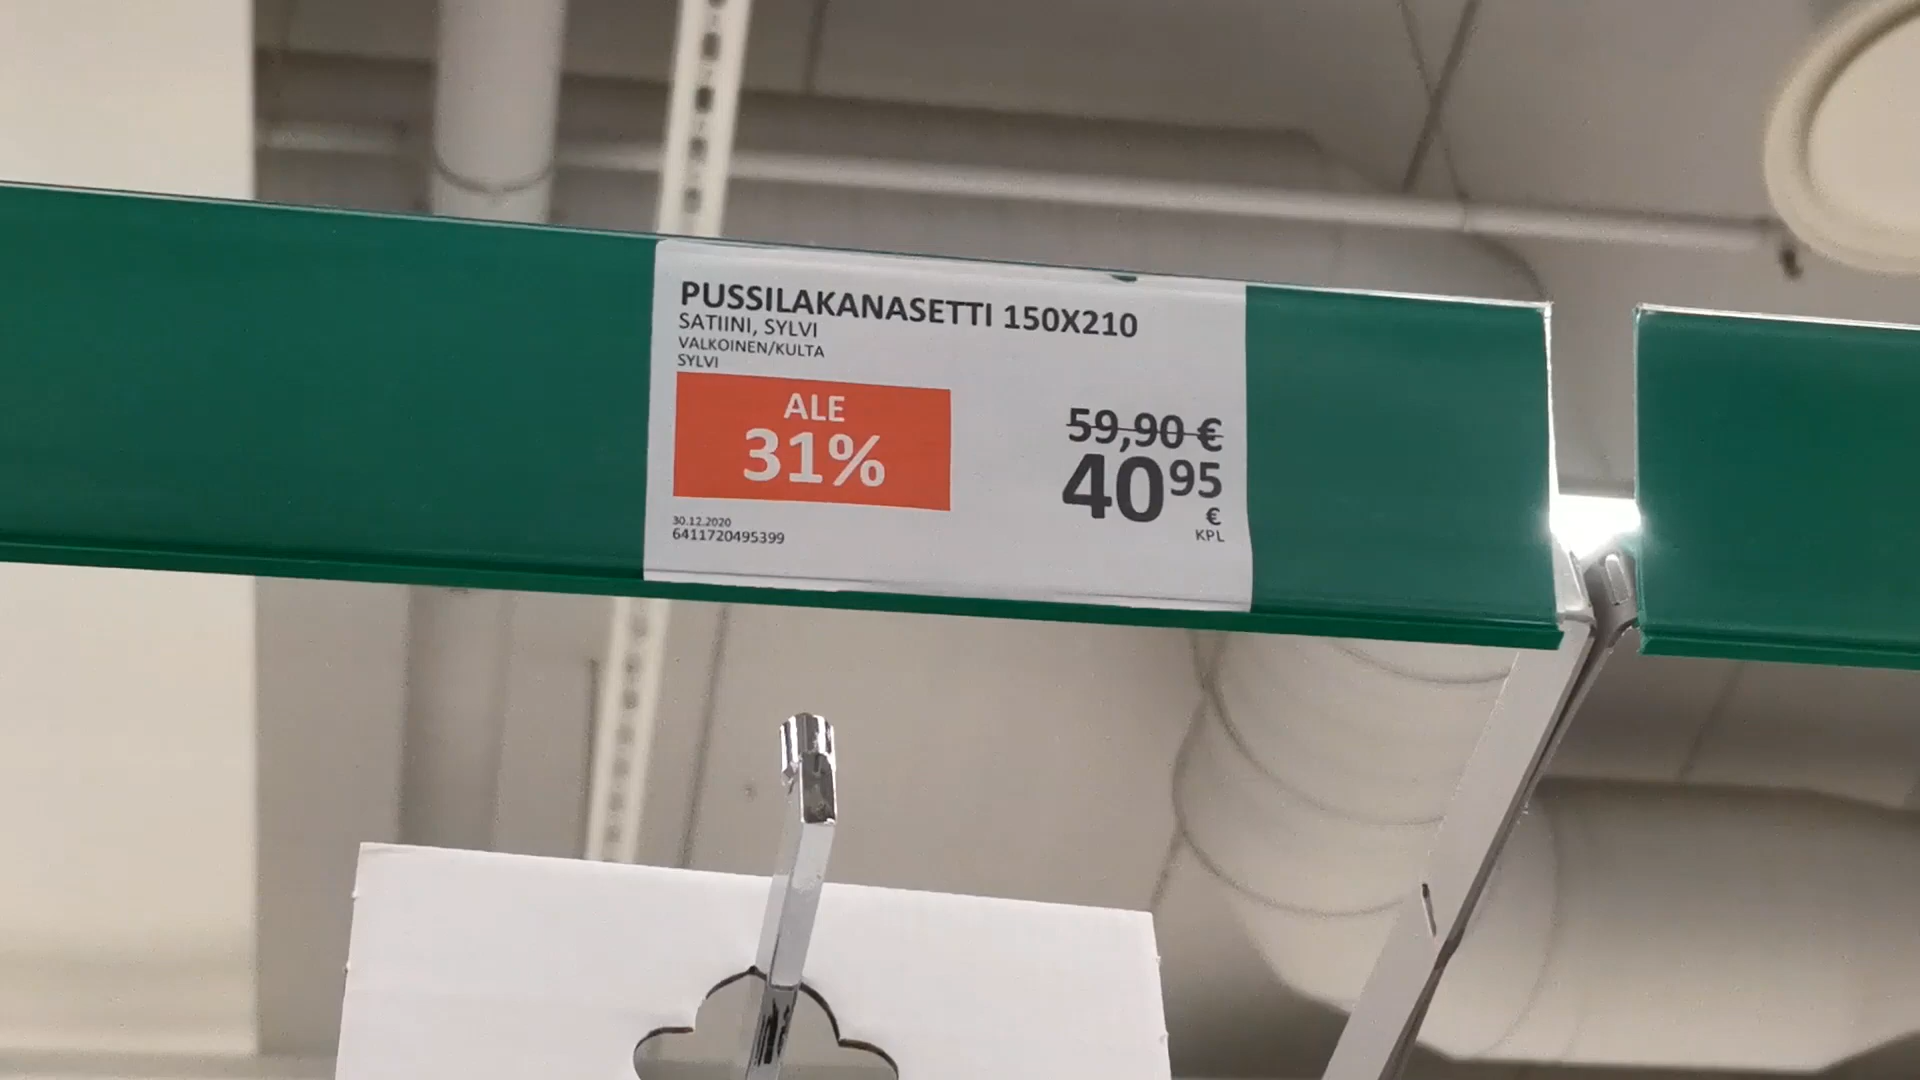 PUSSILAKANASETTI 150X210
SATIINI, SYLVI
VALKOINEN/KULTA
SYLVI
ALE
31%
59,90 €
40 95
€
KPL
30.12.2020
6411720495399